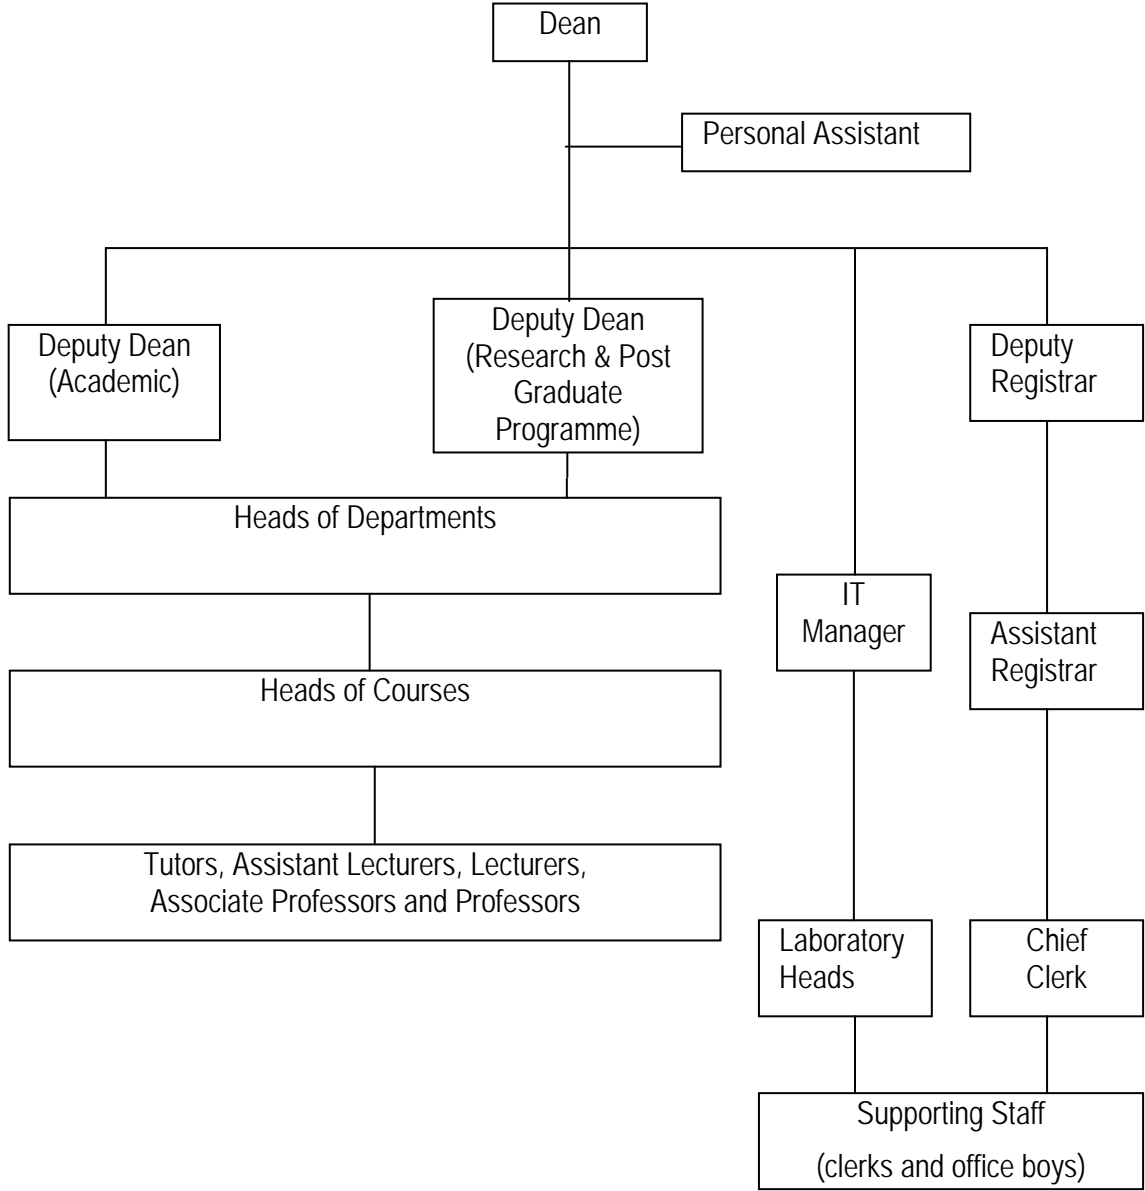 Dean
Personal Assistant
Deputy Dean
(Academic)
Deputy Dean
(Research & Post
Graduate
Programme)
Deputy
Registrar
Heads of Departments
IT
Manager
Assistant
Registrar
Heads of Courses
Tutors, Assistant Lecturers, Lecturers,
Associate Professors and Professors
Laboratory
Heads
Chief
Clerk
Supporting Staff
(clerks and office boys)